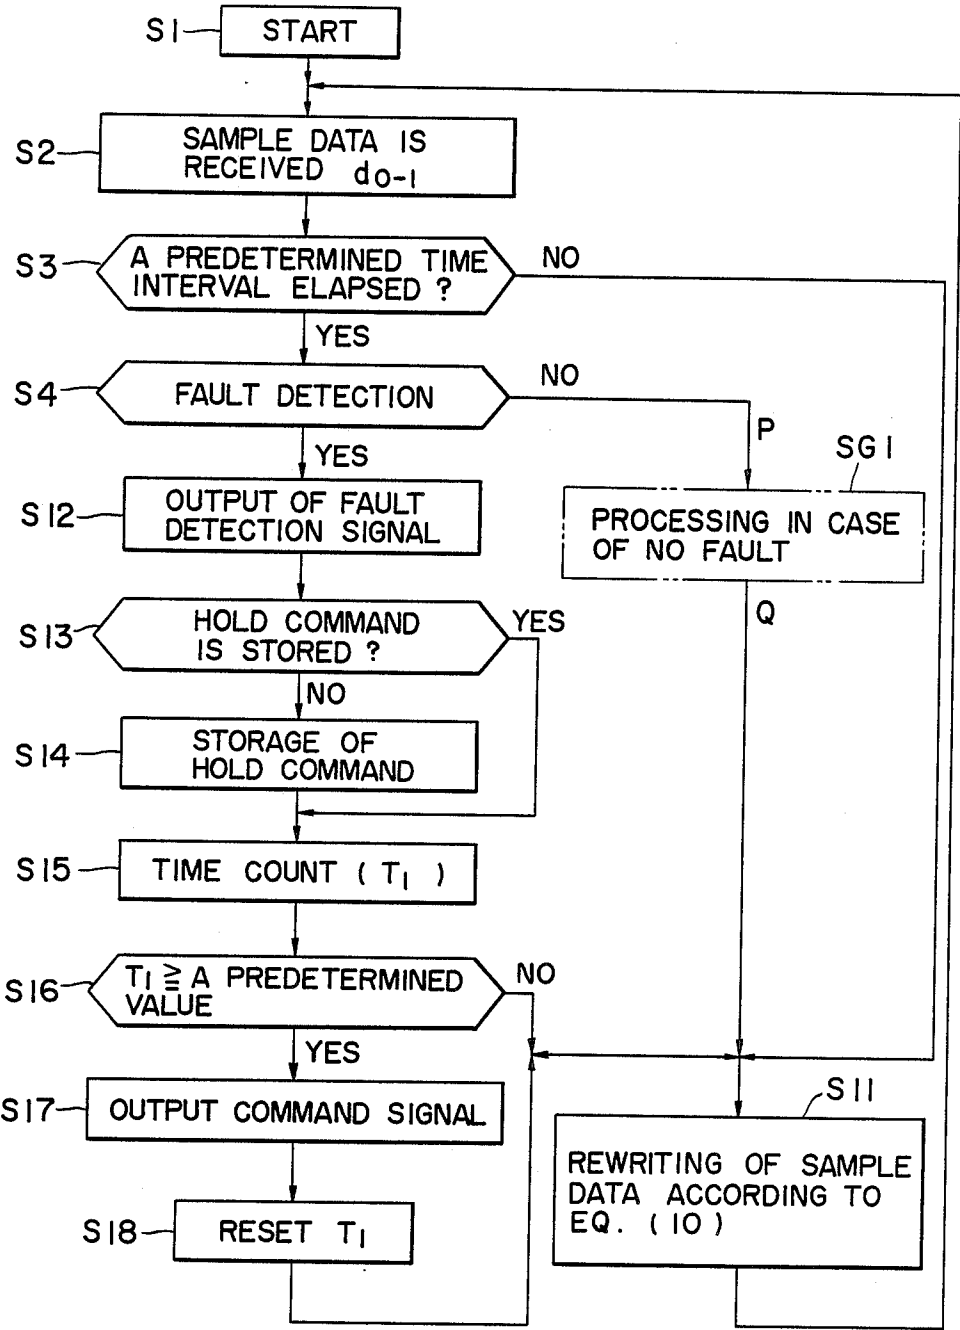 S1
START
S2
SAMPLE DATA IS
RECEIVED do-1
S3
A PREDETERMINED TIME
INTERVAL ELAPSED ?
NO
YES
S4
FAULT DETECTION
NO
P
YES
SG1
S12
OUTPUT OF FAULT
DETECTION SIGNAL
PROCESSING IN CASE
OF NO FAULT
Q
S13
HOLD COMMAND
IS STORED ?
YES
NO
S14
STORAGE OF
HOLD COMMAND
S15
TIME COUNT ( T1 )
S16
T1 ≧ A PREDETERMINED
VALUE
NO
YES
S17
OUTPUT COMMAND SIGNAL
S11
REWRITING OF SAMPLE
DATA ACCORDING TO
EQ. ( 10 )
S18
RESET T1